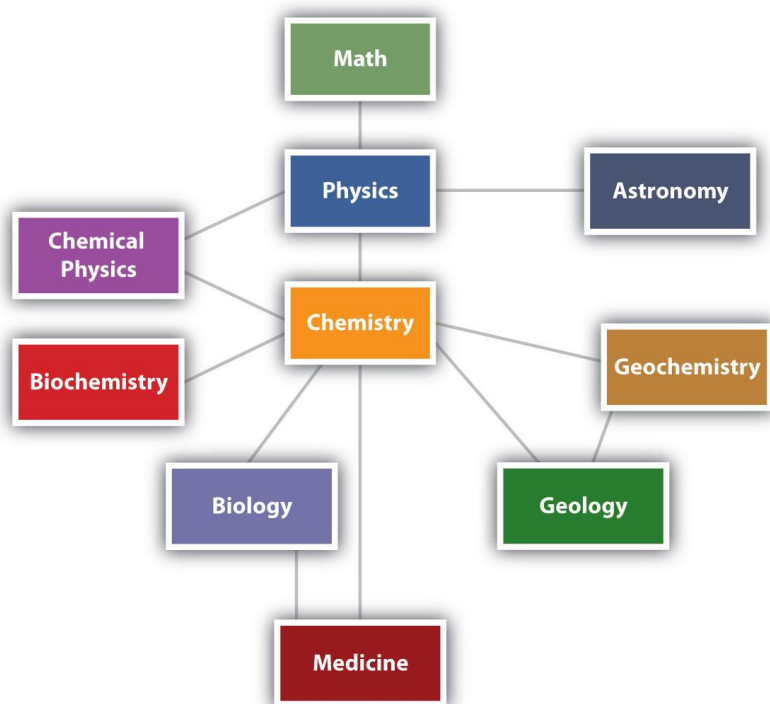 Math
Physics
Astronomy
Chemical
Physics
Chemistry
Biochemistry
Geochemistry
Biology
Geology
Medicine